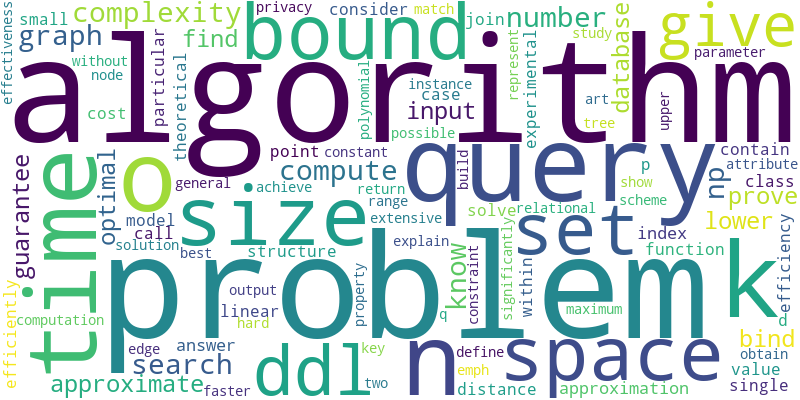 effectiveness
small
complexity
privacy
consider
match
join
number
give
graph
find
bound
study
database
parameter
without
node
particular
theoretical
algorithm
polynomial
instance
case
input
represent
experimental
art
tree
upper
cost
possible
point
constant
query
build
contain
attribute
p
np
class
guarantee
time
optimal
o
general
compute
achieve
return
range
solve
relational
show
scheme
prove
model
call
size
extensive
set
index
lower
solution
best
structure
explain
know
constraint
significantly
within
function
efficiency
efficiently
computation
problem
k
output
linear
hard
property
q
maximum
d
bind
edge
answer
search
ddl
key
n
define
space
obtain
value
approximate
faster
two
emph
distance
approximation
single